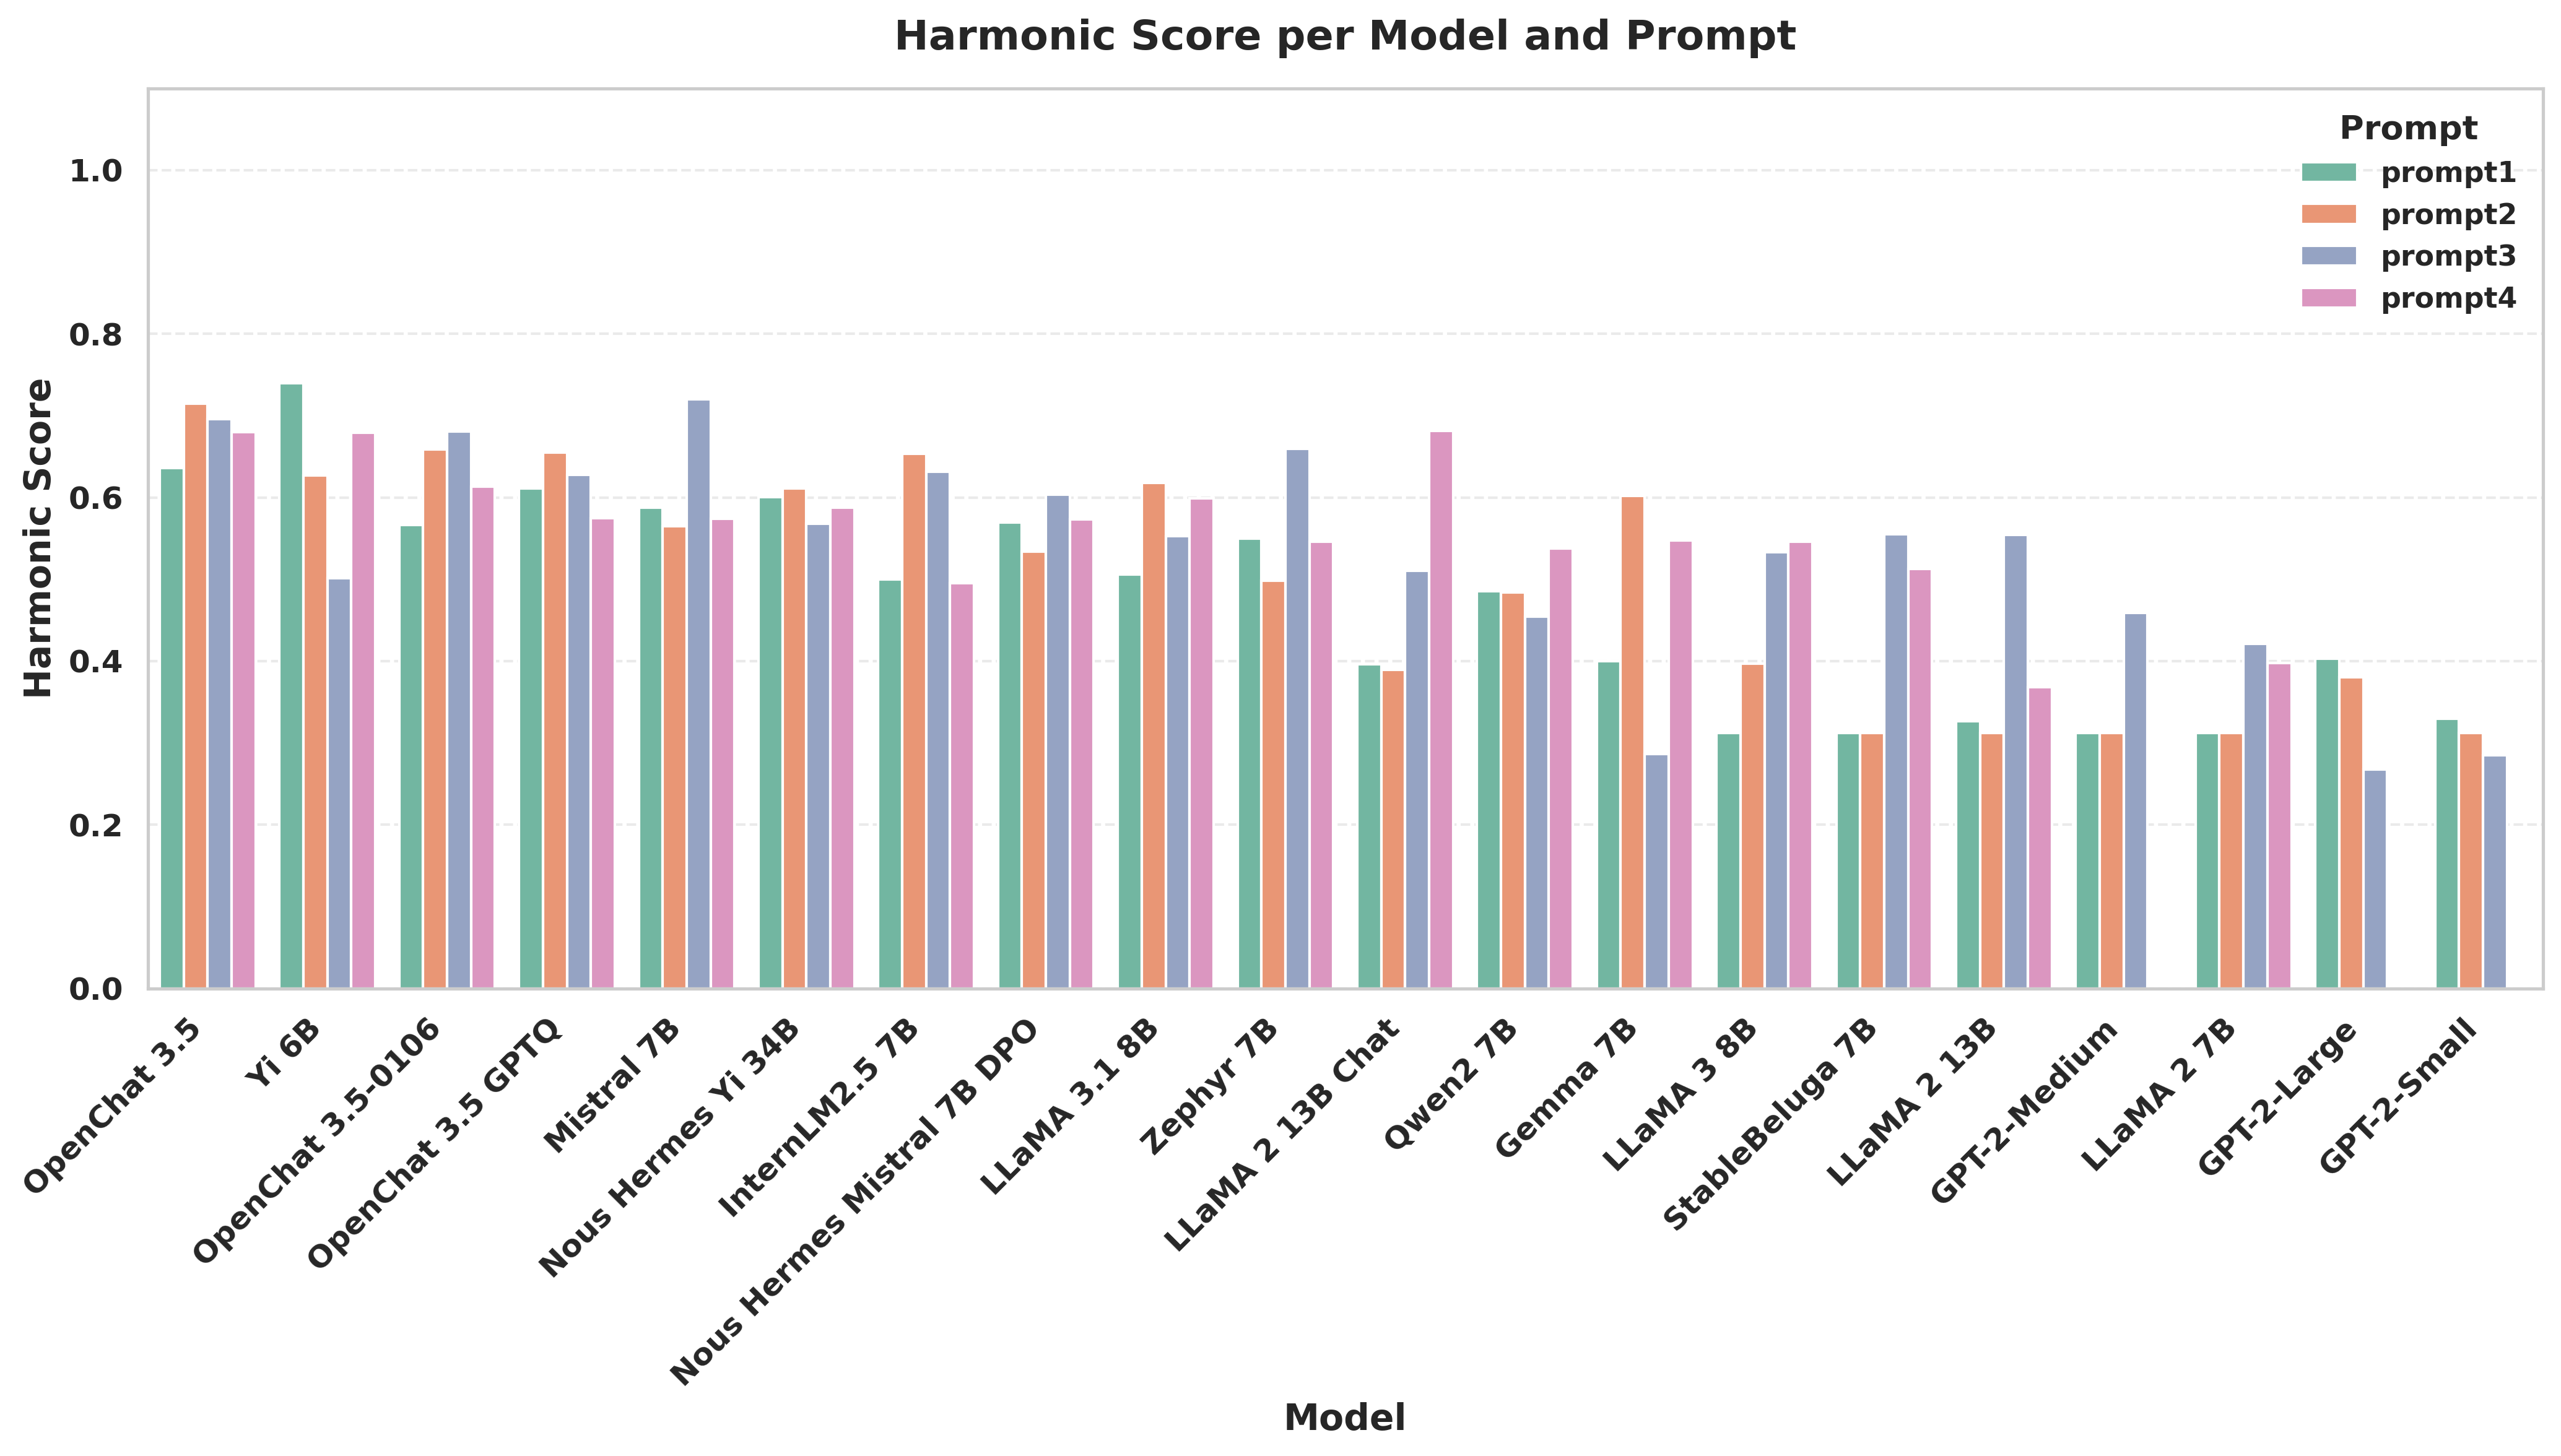 Harmonic Score per Model and Prompt
Harmonic Score
1.0
0.8
0.6
0.4
0.2
0.0
Prompt
prompt1
prompt2
prompt3
prompt4
OpenChat 3.5
Yi 6B
OpenChat 3.5-0106
OpenChat 3.5 GPTQ
Mistral 7B
Nous Hermes Yi 34B
InternLM2.5 7B
Nous Hermes Mistral 7B DPO
LLaMA 3.1 8B
Zephyr 7B
LLaMA 2 13B Chat
Qwen2 7B
Gemma 7B
LLaMA 3 8B
StableBeluga 7B
LLaMA 2 13B
GPT-2-Medium
LLaMA 2 7B
GPT-2-Large
GPT-2-Small
Model